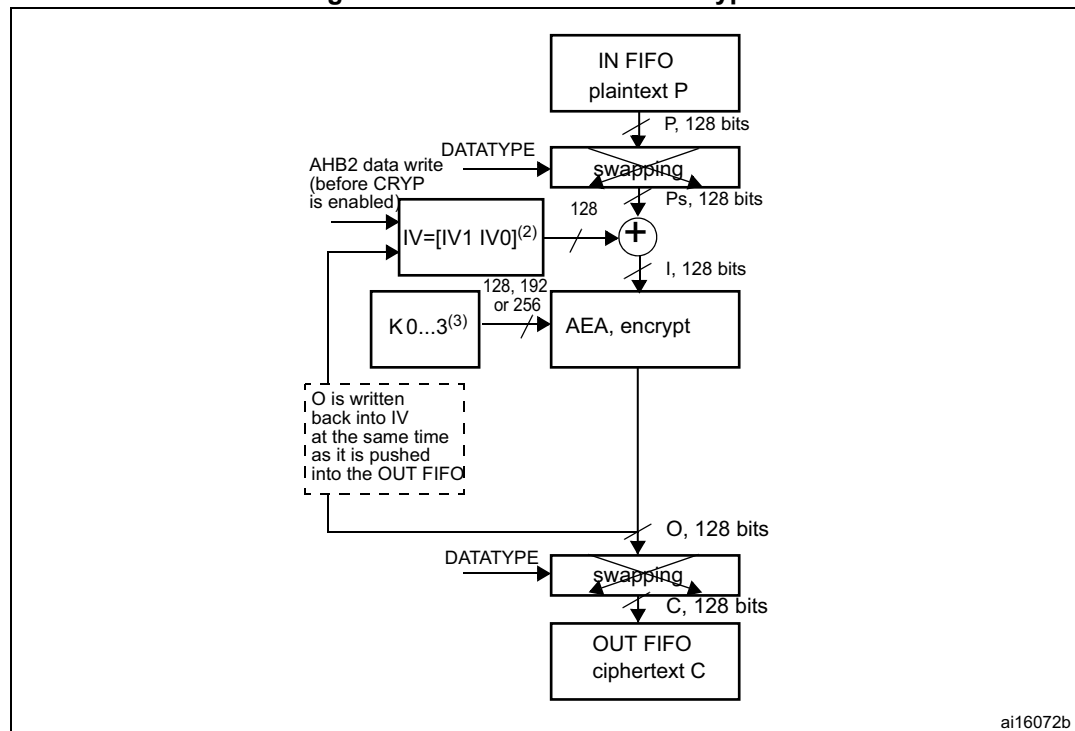 IN FIFO
plaintext P
P, 128 bits
DATATYPE
swapping
AHB2 data write
(before CRYP
is enabled)
Ps, 128 bits
128
IV=[IV1 IV0](2)
+
I, 128 bits
128, 192
or 256
K 0...3(3)
AEA, encrypt
O is written
back into IV
at the same time
as it is pushed
into the OUT FIFO
O, 128 bits
DATATYPE
swapping
C, 128 bits
OUT FIFO
ciphertext C
ai16072b